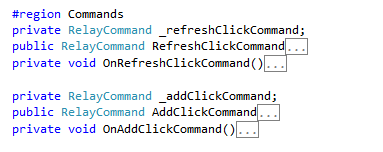 #region Commands
private RelayCommand _refreshClickCommand;
public RelayCommand RefreshClickCommand...
private void OnRefreshClickCommand()...
private RelayCommand _addClickCommand;
public RelayCommand AddClickCommand...
private void OnAddClickCommand()...